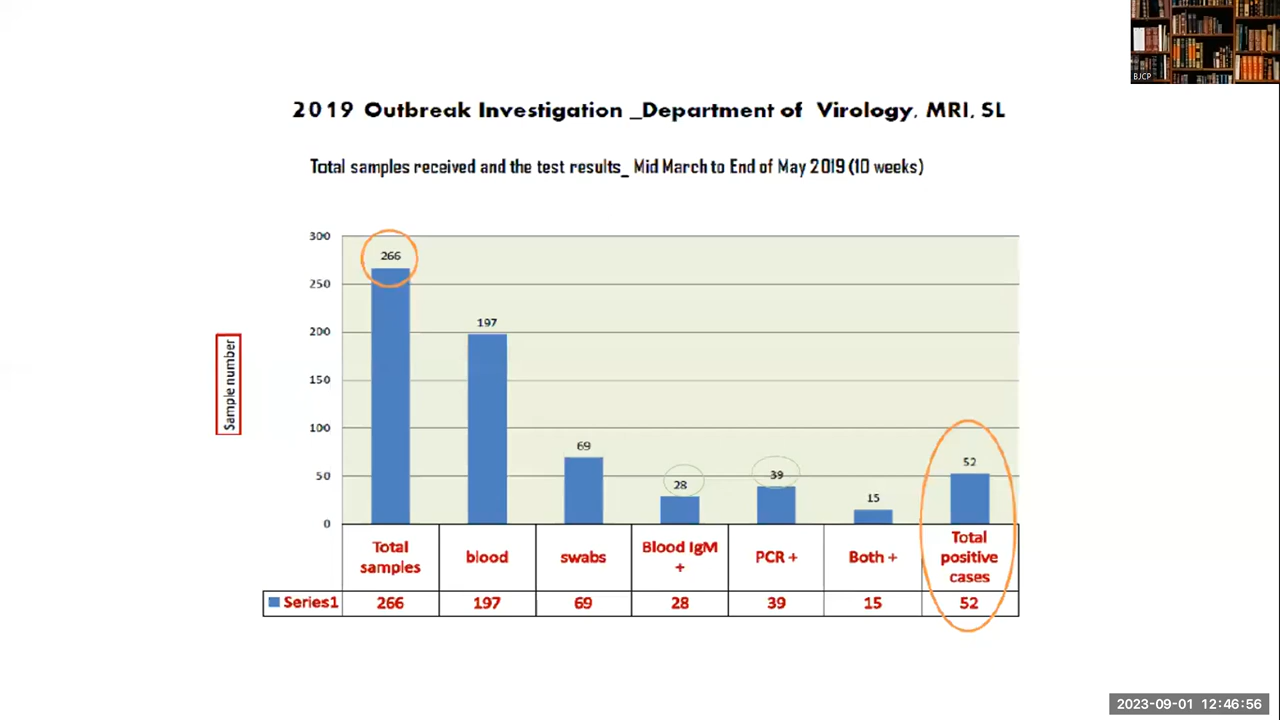 BJCP
2019 Outbreak Investigation _Department of Virology, MRI, SL
Total samples received and the test results_ Mid March to End of May 2019 (10 weeks)
Sample number
300
250
200
150
100
50
0
266
197
69
28
39
15
52
Total samples
blood
swabs
Blood IgM +
PCR +
Both +
Total positive cases
Series1 266 197 69 28 39 15 52
2023-09-01 12:46:56